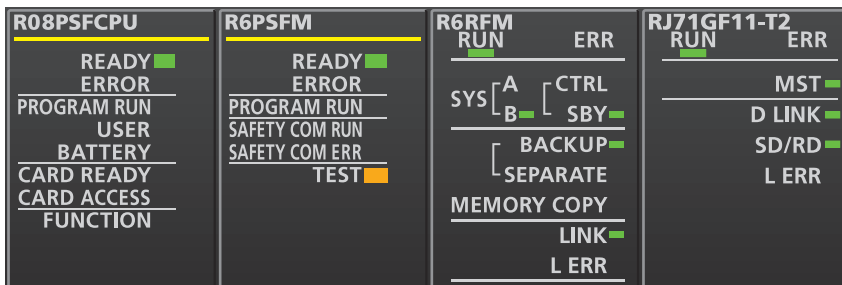 R08PSFCPU
READY
ERROR
PROGRAM RUN
USER
BATTERY
CARD READY
CARD ACCESS
FUNCTION
R6PSFM
READY
ERROR
PROGRAM RUN
SAFETY COM RUN
SAFETY COM ERR
TEST
R6RFM
RUN ERR
SYS A CTRL
B SBY
BACKUP
SEPARATE
MEMORY COPY
LINK
L ERR
RJ71GF11-T2
RUN ERR
MST
D LINK
SD/RD
L ERR